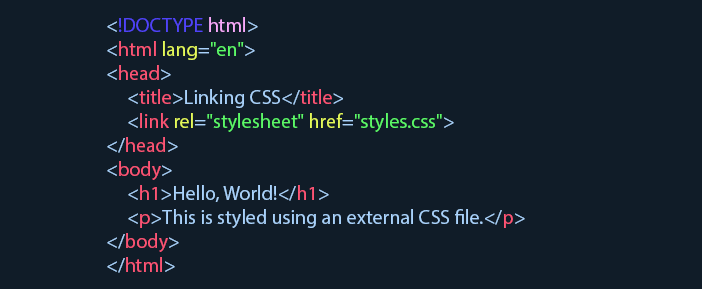 <!DOCTYPE html>
<html lang="en">
<head>
<title>Linking CSS</title>
<link rel="stylesheet" href="styles.css">
</head>
<body>
<h1>Hello, World!</h1>
<p>This is styled using an external CSS file.</p>
</body>
</html>